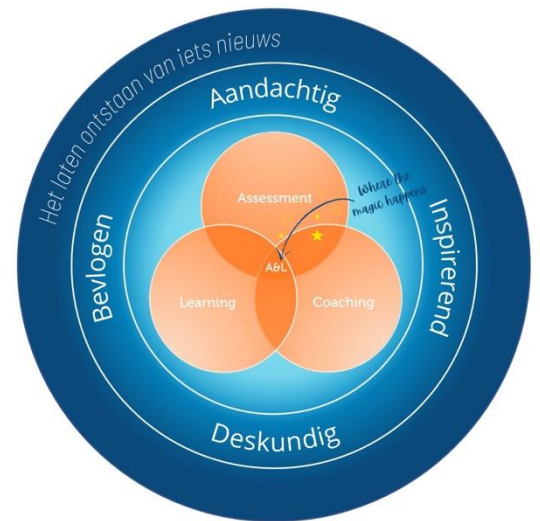 Het laten ontstaan van iets nieuws
Aandachtig
Bevlogen
Inspirerend
Deskundig
Assessment
Where the
magic happens
A&L
Learning
Coaching